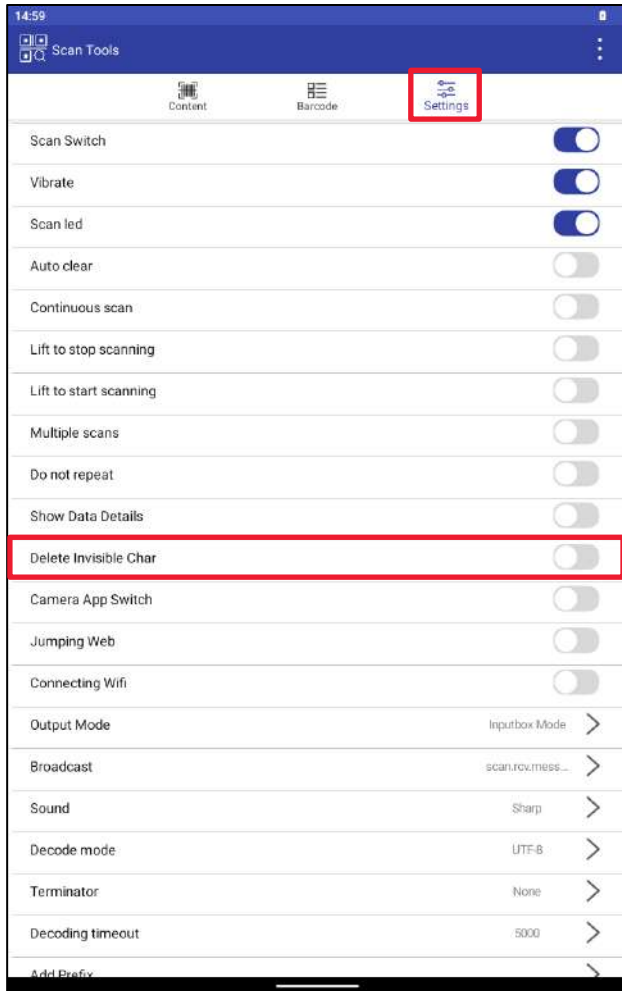 14:59
Scan Tools
Content Barcode Settings
Scan Switch
Vibrate
Scan led
Auto clear
Continuous scan
Lift to stop scanning
Lift to start scanning
Multiple scans
Do not repeat
Show Data Details
Delete Invisible Char
Camera App Switch
Jumping Web
Connecting Wifi
Output Mode Inputbox Mode
Broadcast scan.rcv.mess...
Sound Sharp
Decode mode UTF-8
Terminator None
Decoding timeout 5000
Add Prefix